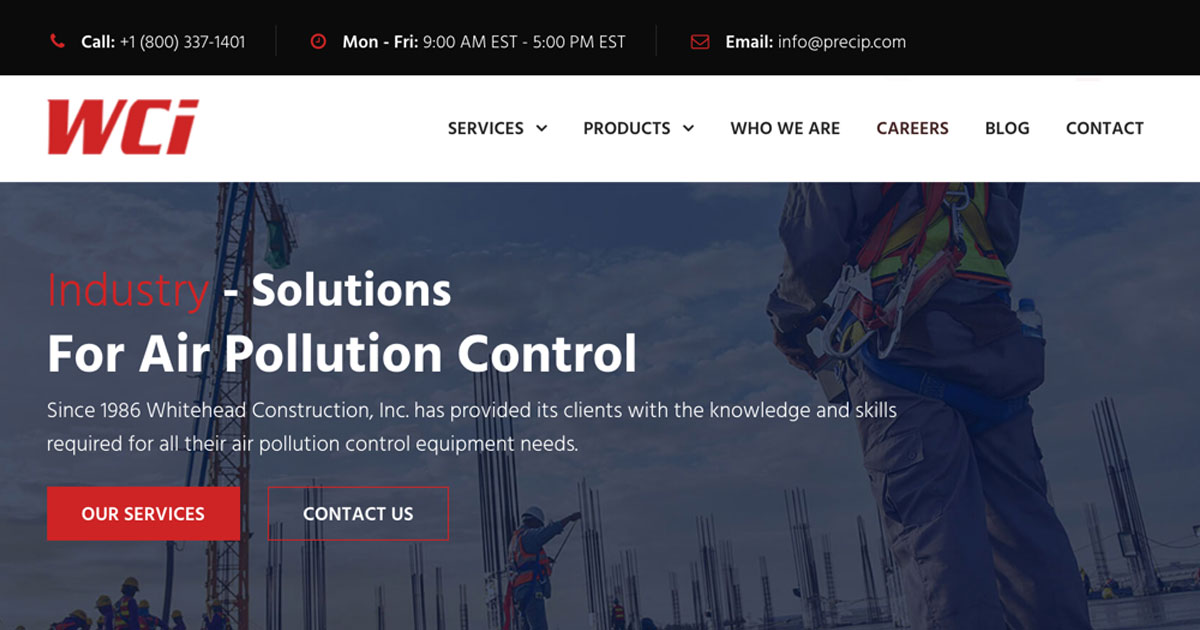 Call: +1 (800) 337-1401
Mon - Fri: 9:00 AM EST - 5:00 PM EST
Email: info@precip.com
WCi
SERVICES
PRODUCTS
WHO WE ARE
CAREERS
BLOG
CONTACT
Industry - Solutions
For Air Pollution Control
Since 1986 Whitehead Construction, Inc. has provided its clients with the knowledge and skills
required for all their air pollution control equipment needs.
OUR SERVICES
CONTACT US